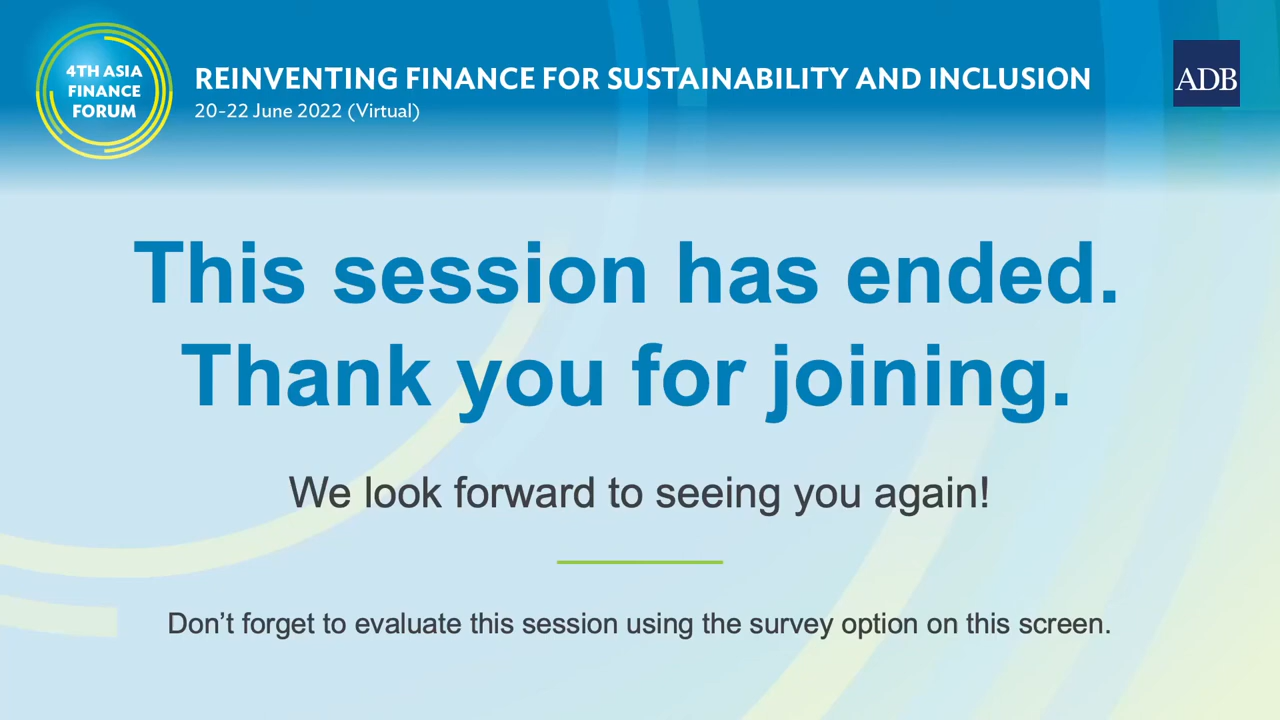 4TH ASIA
FINANCE
FORUM
REINVENTING FINANCE FOR SUSTAINABILITY AND INCLUSION
20-22 June 2022 (Virtual)
ADB
This session has ended.
Thank you for joining.
We look forward to seeing you again!
Don’t forget to evaluate this session using the survey option on this screen.